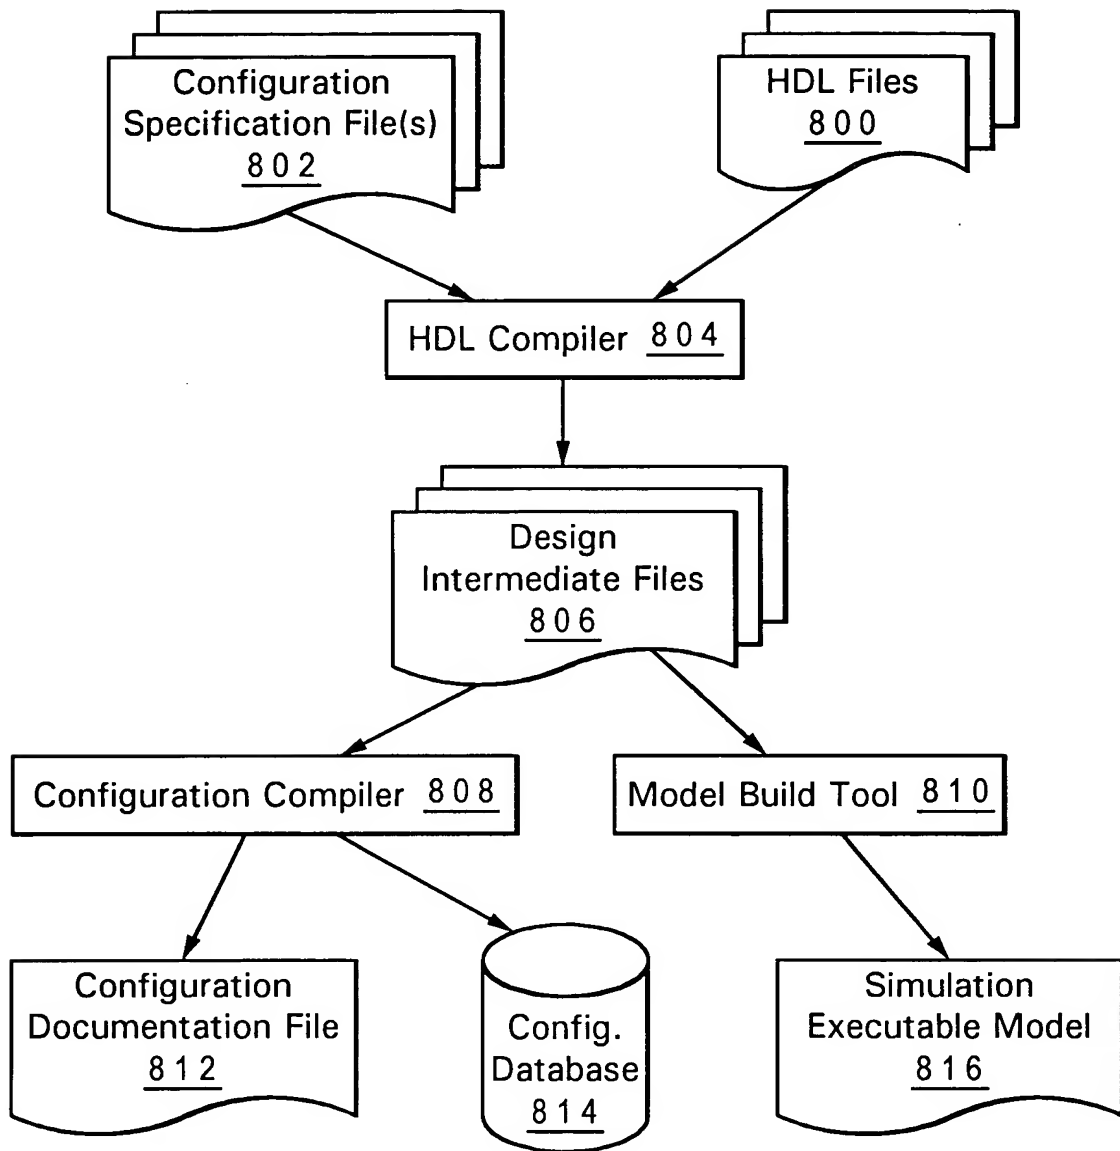 Configuration
Specification File(s)
802
HDL Files
800
HDL Compiler 804
Design
Intermediate Files
806
Configuration Compiler 808
Model Build Tool 810
Configuration
Documentation File
812
Config.
Database
814
Simulation
Executable Model
816